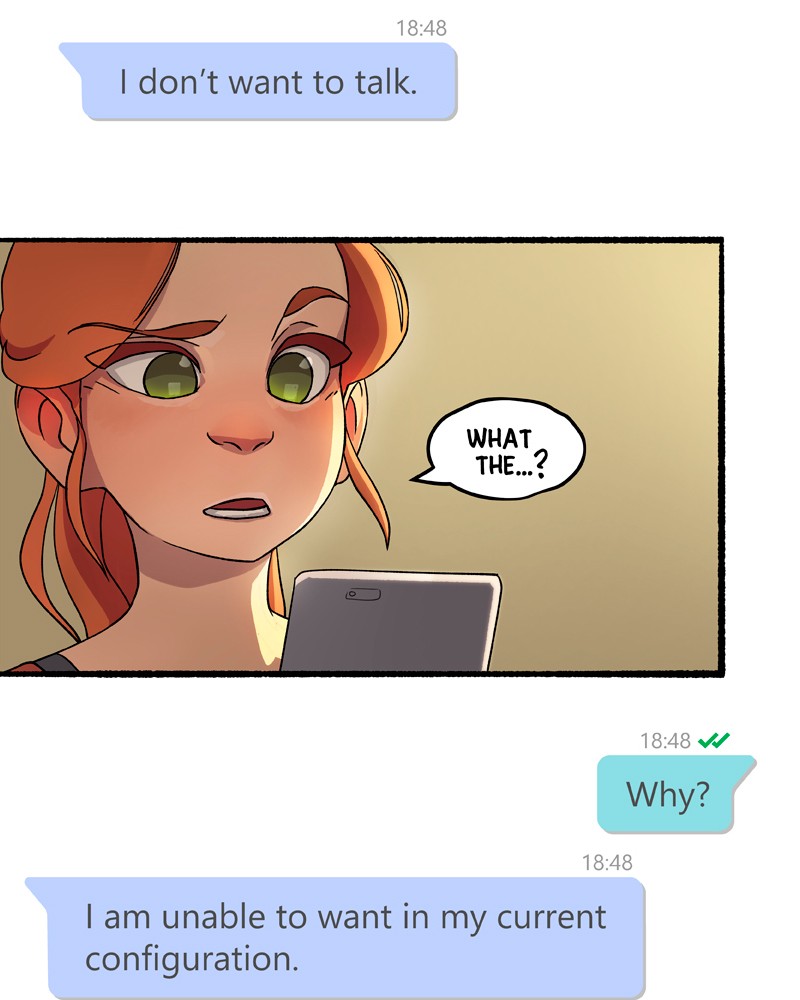 18:48
I don’t want to talk.
WHAT
THE...?
18:48
Why?
18:48
I am unable to want in my current
configuration.